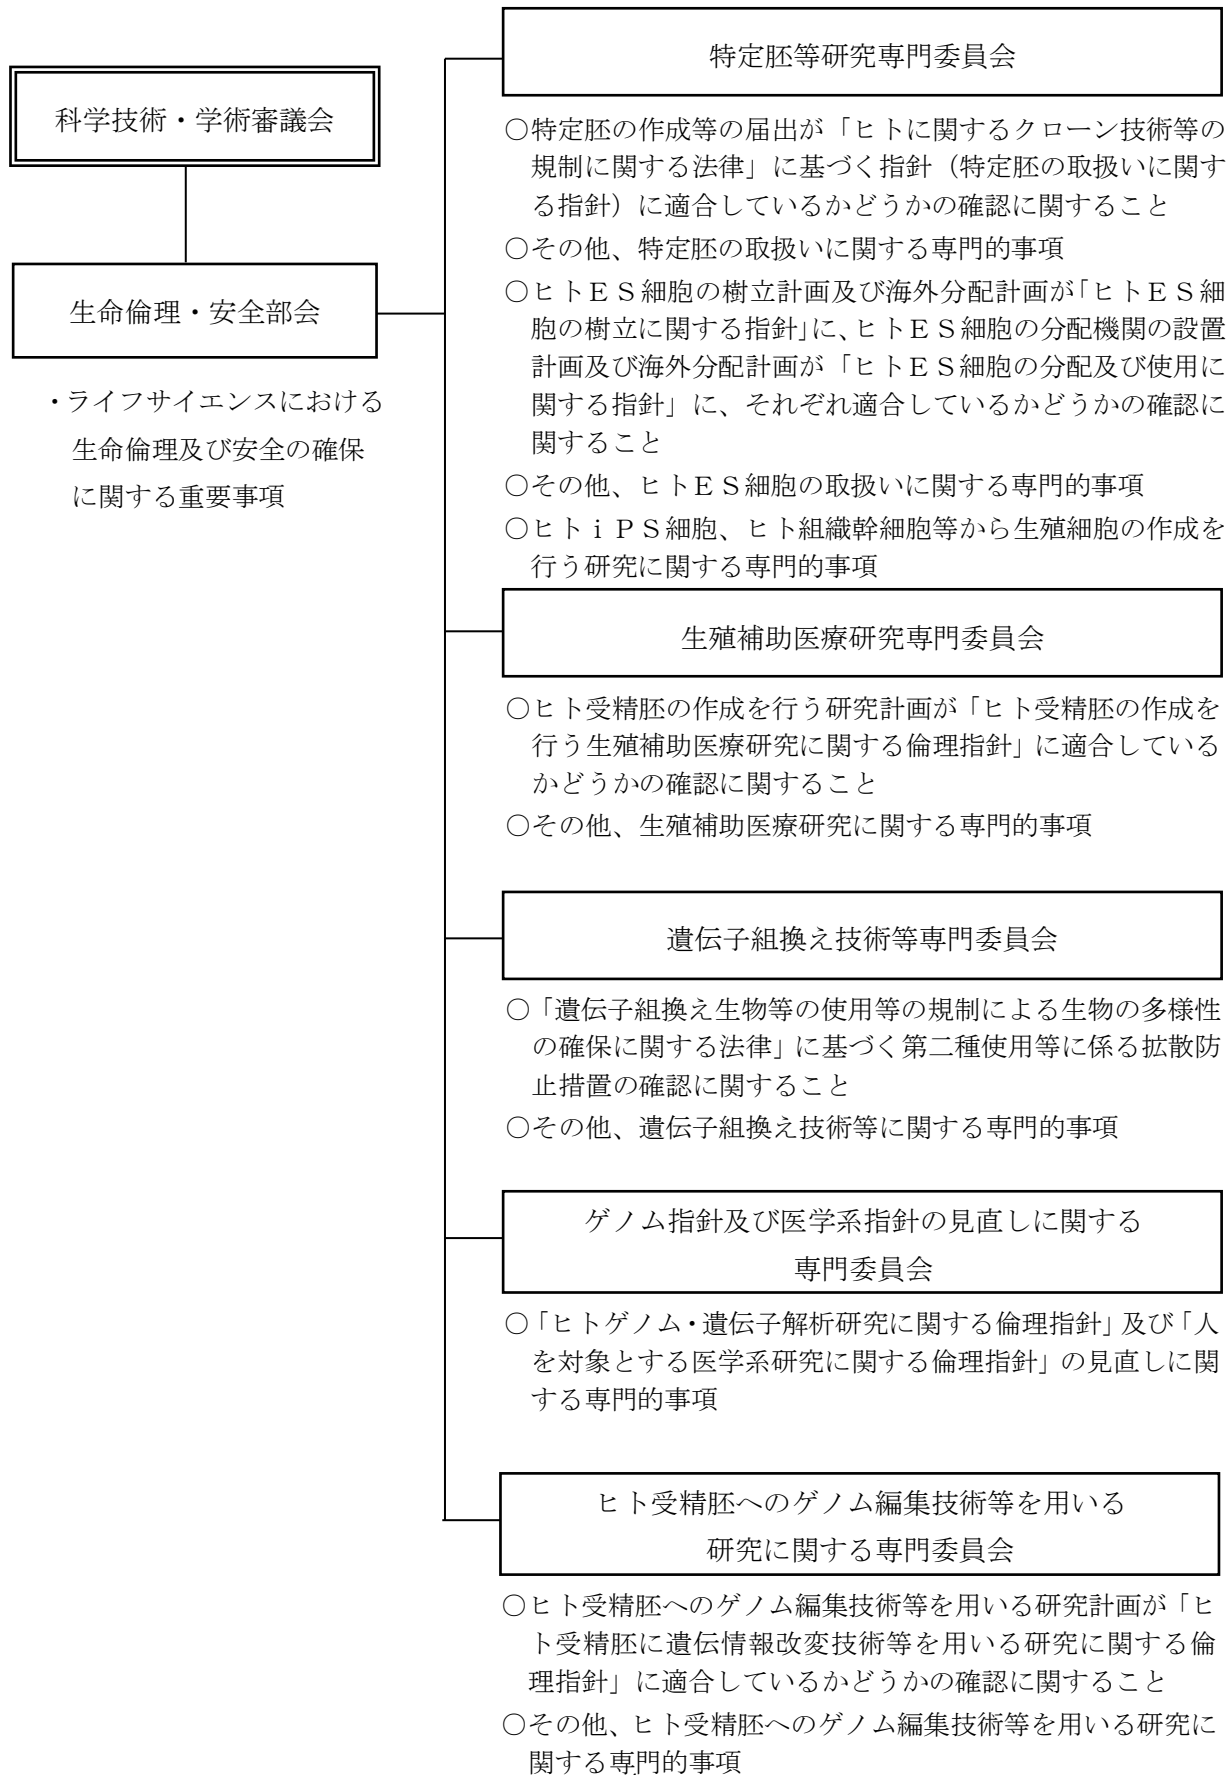 科学技術・学術審議会
生命倫理・安全部会
・ライフサイエンスにおける
生命倫理及び安全の確保
に関する重要事項
特定胚等研究専門委員会
○特定胚の作成等の届出が「ヒトに関するクローン技術等の
規制に関する法律」に基づく指針（特定胚の取扱いに関す
る指針）に適合しているかどうかの確認に関すること
○その他、特定胚の取扱いに関する専門的事項
○ヒトＥＳ細胞の樹立計画及び海外分配計画が「ヒトＥＳ細
胞の樹立に関する指針」に、ヒトＥＳ細胞の分配機関の設置
計画及び海外分配計画が「ヒトＥＳ細胞の分配及び使用に
関する指針」に、それぞれ適合しているかどうかの確認に
関すること
○その他、ヒトＥＳ細胞の取扱いに関する専門的事項
○ヒトｉＰＳ細胞、ヒト組織幹細胞等から生殖細胞の作成を
行う研究に関する専門的事項
生殖補助医療研究専門委員会
○ヒト受精胚の作成を行う研究計画が「ヒト受精胚の作成を
行う生殖補助医療研究に関する倫理指針」に適合している
かどうかの確認に関すること
○その他、生殖補助医療研究に関する専門的事項
遺伝子組換え技術等専門委員会
○「遺伝子組換え生物等の使用等の規制による生物の多様性
の確保に関する法律」に基づく第二種使用等に係る拡散防
止措置の確認に関すること
○その他、遺伝子組換え技術等に関する専門的事項
ゲノム指針及び医学系指針の見直しに関する
専門委員会
○「ヒトゲノム・遺伝子解析研究に関する倫理指針」及び「人
を対象とする医学系研究に関する倫理指針」の見直しに関
する専門的事項
ヒト受精胚へのゲノム編集技術等を用いる
研究に関する専門委員会
○ヒト受精胚へのゲノム編集技術等を用いる研究計画が「ヒ
ト受精胚に遺伝情報改変技術等を用いる研究に関する倫
理指針」に適合しているかどうかの確認に関すること
○その他、ヒト受精胚へのゲノム編集技術等を用いる研究に
関する専門的事項